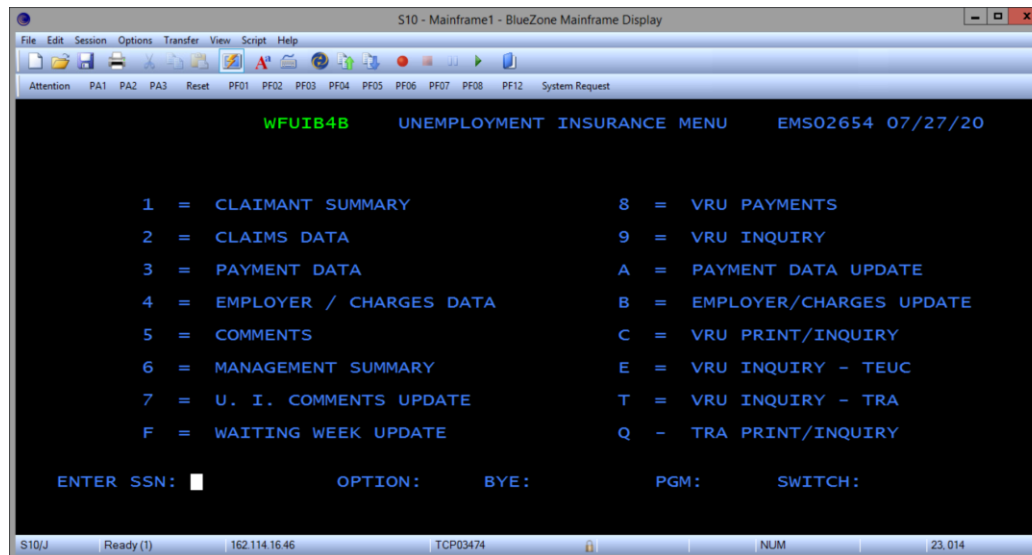 S10 - Mainframe1 - BlueZone Mainframe Display
File Edit Session Options Transfer View Script Help
Attention PA1 PA2 PA3 Reset PF01 PF02 PF03 PF04 PF05 PF06 PF07 PF08 PF12 System Request
WFUIB4B UNEMPLOYMENT INSURANCE MENU EMS02654 07/27/20
1 = CLAIMANT SUMMARY 8 = VRU PAYMENTS
2 = CLAIMS DATA 9 = VRU INQUIRY
3 = PAYMENT DATA A = PAYMENT DATA UPDATE
4 = EMPLOYER / CHARGES DATA B = EMPLOYER/CHARGES UPDATE
5 = COMMENTS C = VRU PRINT/INQUIRY
6 = MANAGEMENT SUMMARY E = VRU INQUIRY - TEUC
7 = U. I. COMMENTS UPDATE T = VRU INQUIRY - TRA
F = WAITING WEEK UPDATE Q - TRA PRINT/INQUIRY
ENTER SSN: OPTION: BYE: PGM: SWITCH:
S10/J Ready (1) 162.114.16.46 TCP03474 NUM 23, 014